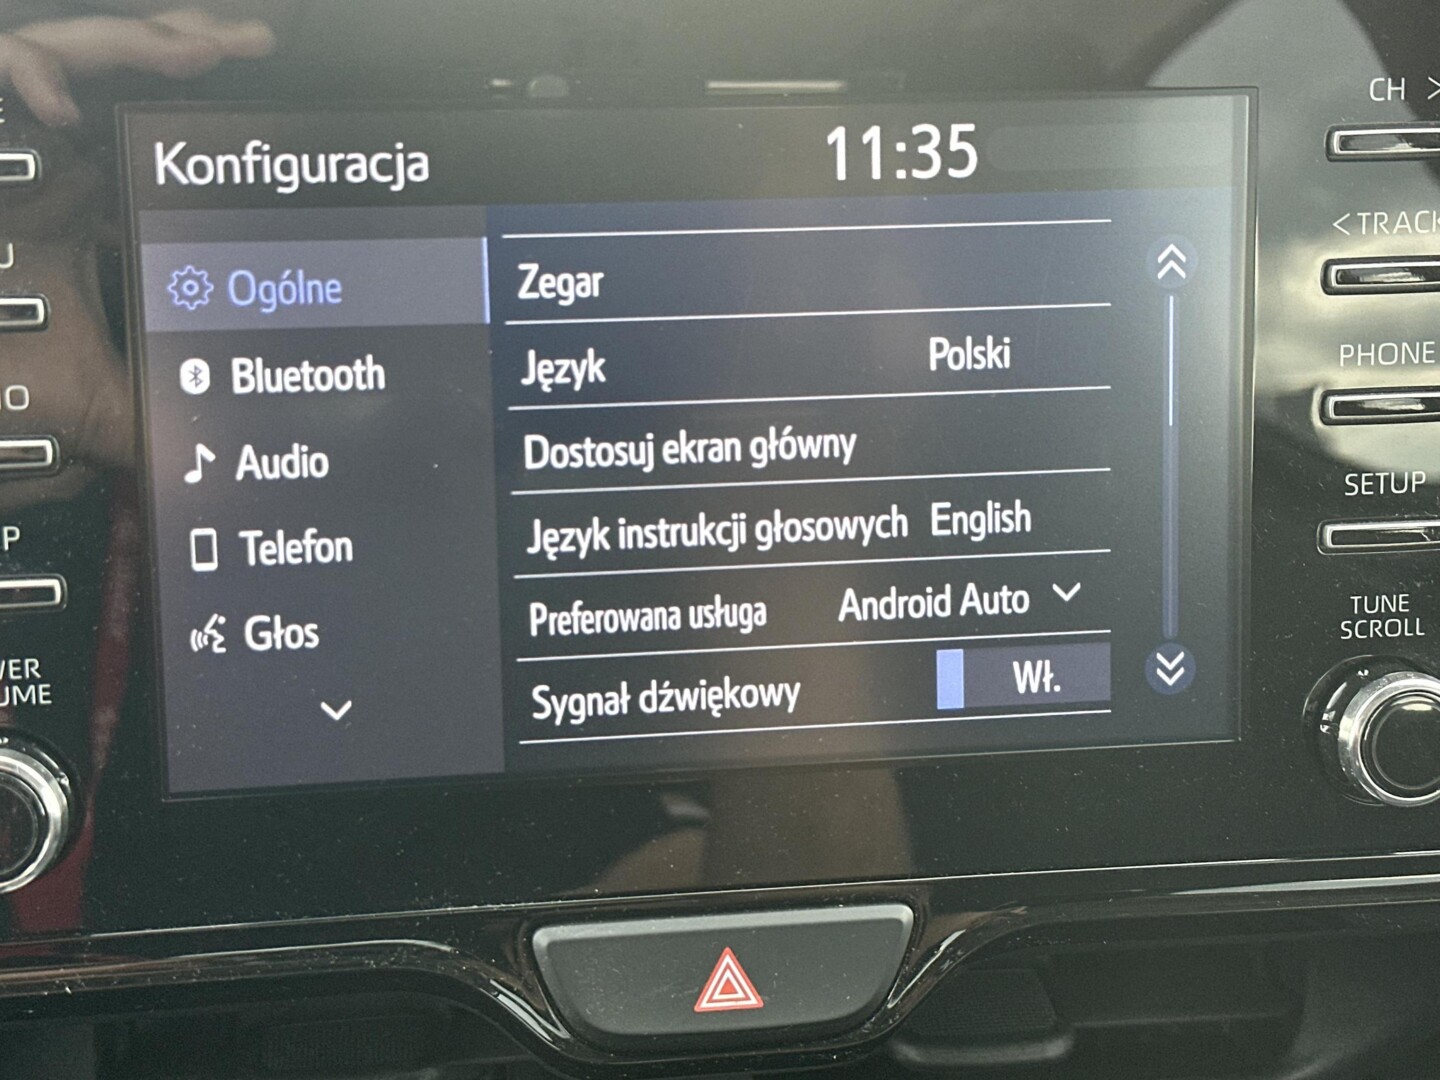 Konfiguracja 11:35
Ogólne
Bluetooth
Audio
Telefon
Głos
Zegar
Język Polski
Dostosuj ekran główny
Język instrukcji głosowych English
Preferowana usługa Android Auto
Sygnał dźwiękowy Wł.
CH >
< TRACK
PHONE
SETUP
TUNE
SCROLL